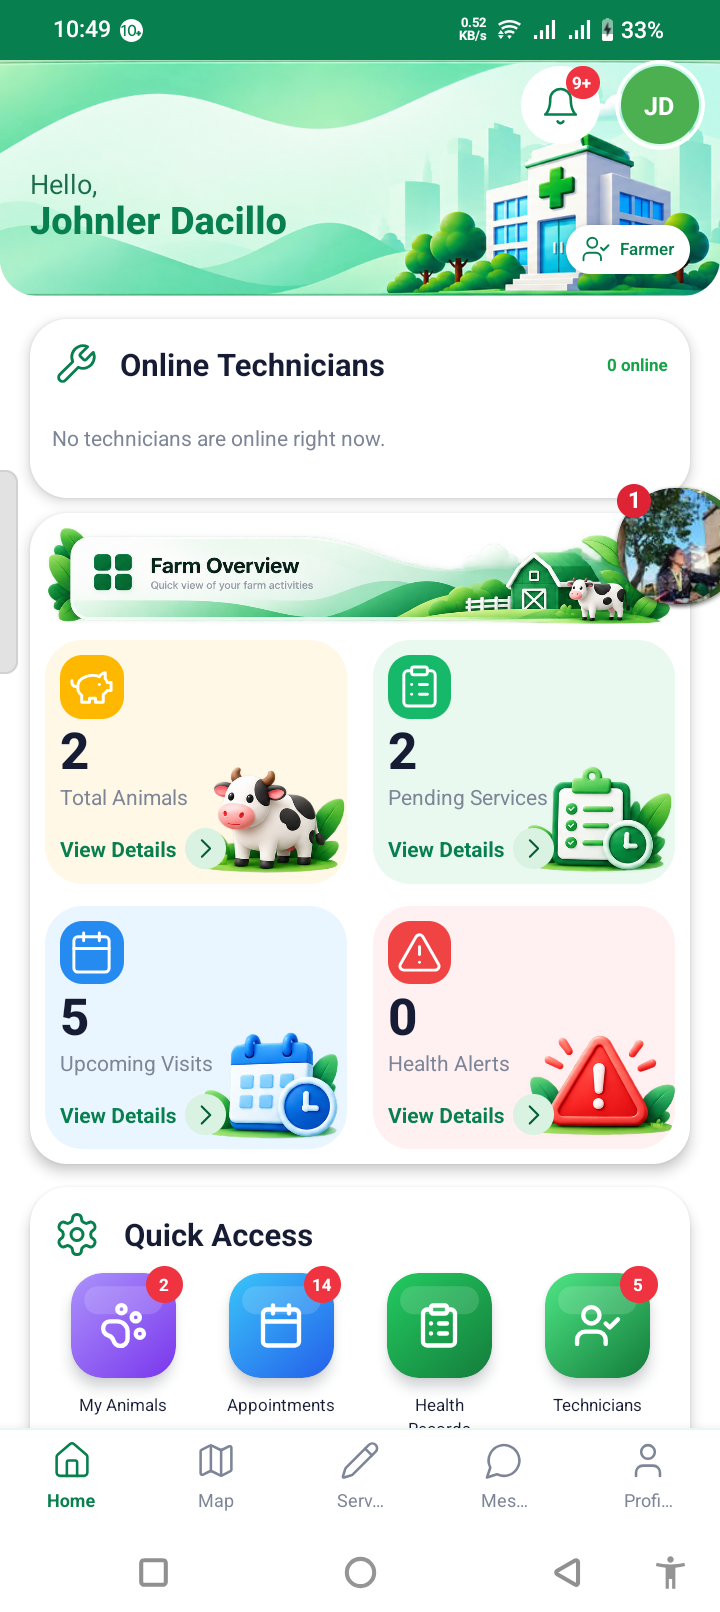 10:49
10+
0.52
KB/s
33%
9+
JD
Hello,
Johnler Dacillo
Farmer
Online Technicians
0 online
No technicians are online right now.
1
Farm Overview
Quick view of your farm activities
2
Total Animals
View Details
2
Pending Services
View Details
5
Upcoming Visits
View Details
0
Health Alerts
View Details
Quick Access
2
14
5
My Animals
Appointments
Health
Records
Technicians
Home
Map
Serv...
Mes...
Profi...